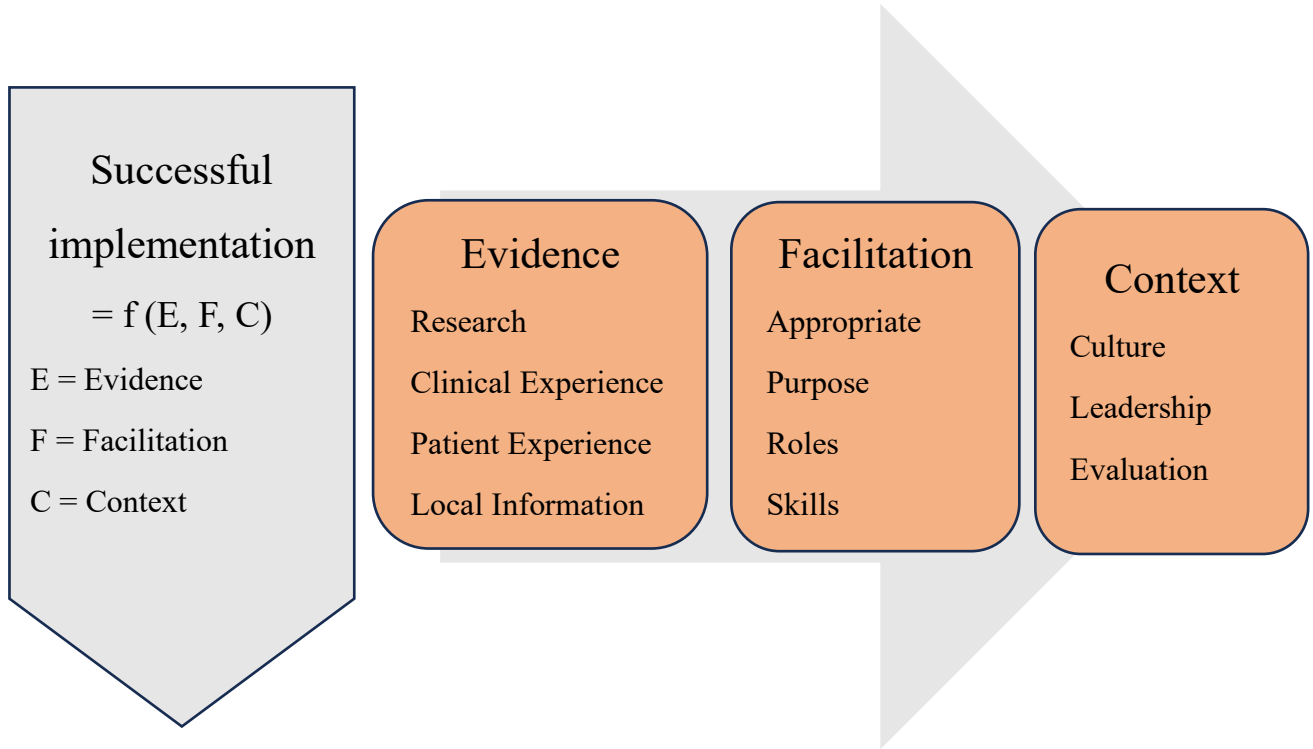 Successful
implementation
= f (E, F, C)
E = Evidence
F = Facilitation
C = Context
Evidence
Research
Clinical Experience
Patient Experience
Local Information
Facilitation
Appropriate
Purpose
Roles
Skills
Context
Culture
Leadership
Evaluation